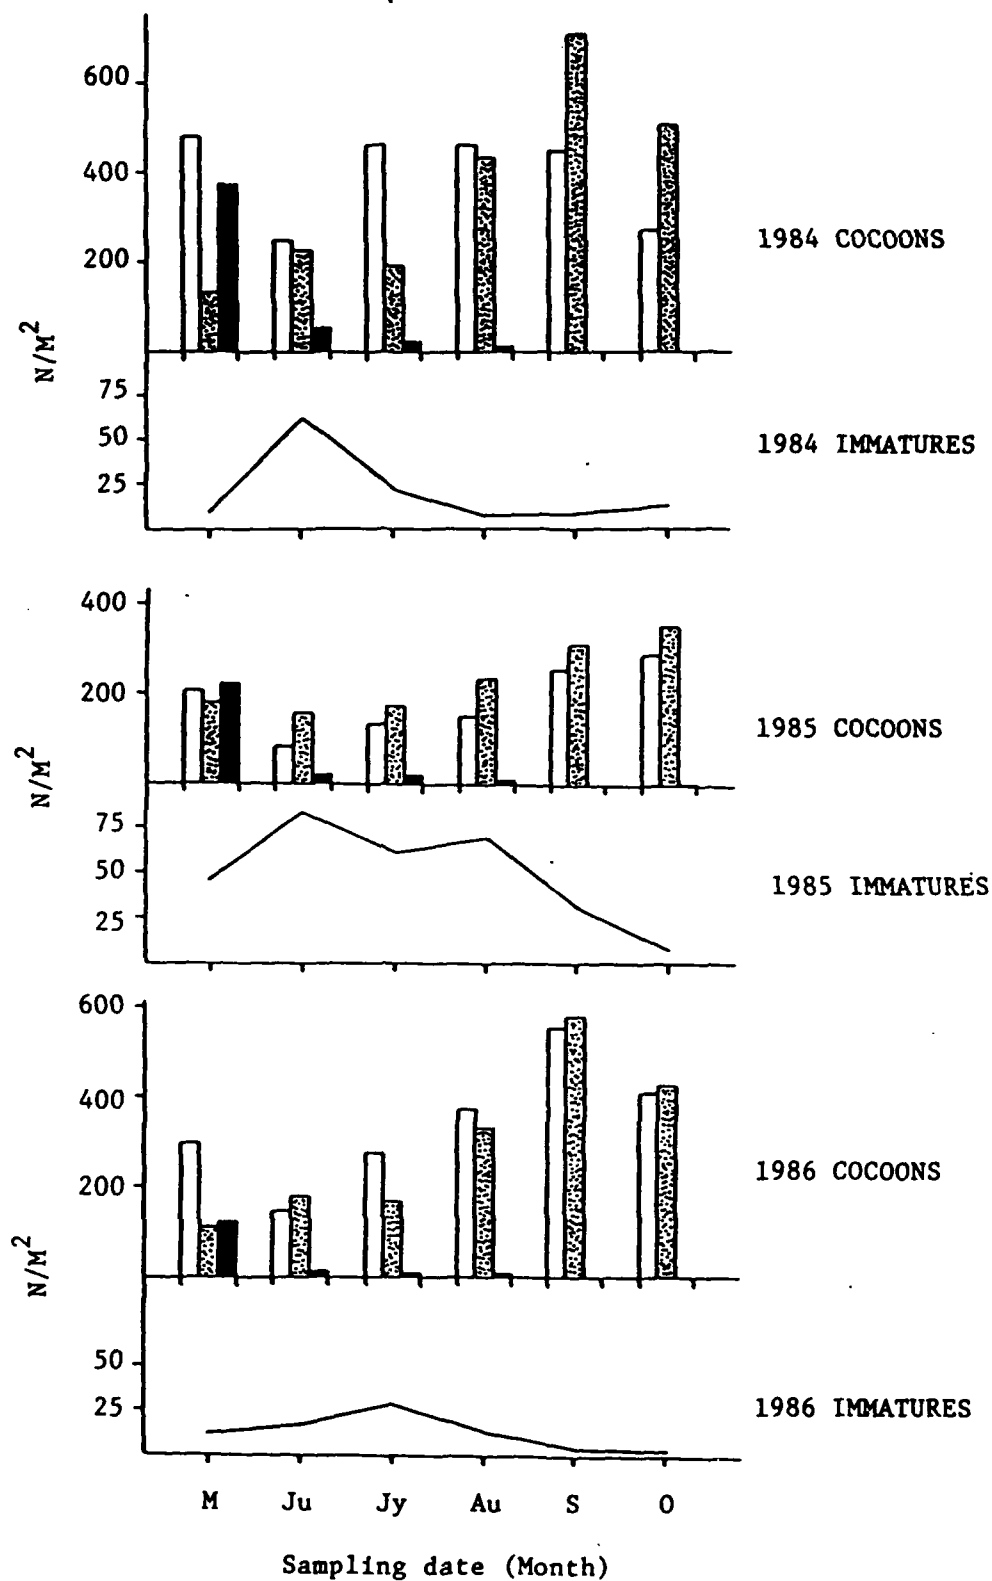 600
400
200
1984 COCOONS
N/M2
75
50
25
1984 IMMATURES
400
200
1985 COCOONS
N/M2
75
50
25
1985 IMMATURES
600
400
200
1986 COCOONS
N/M2
50
25
1986 IMMATURES
M Ju Jy Au S O
Sampling date (Month)